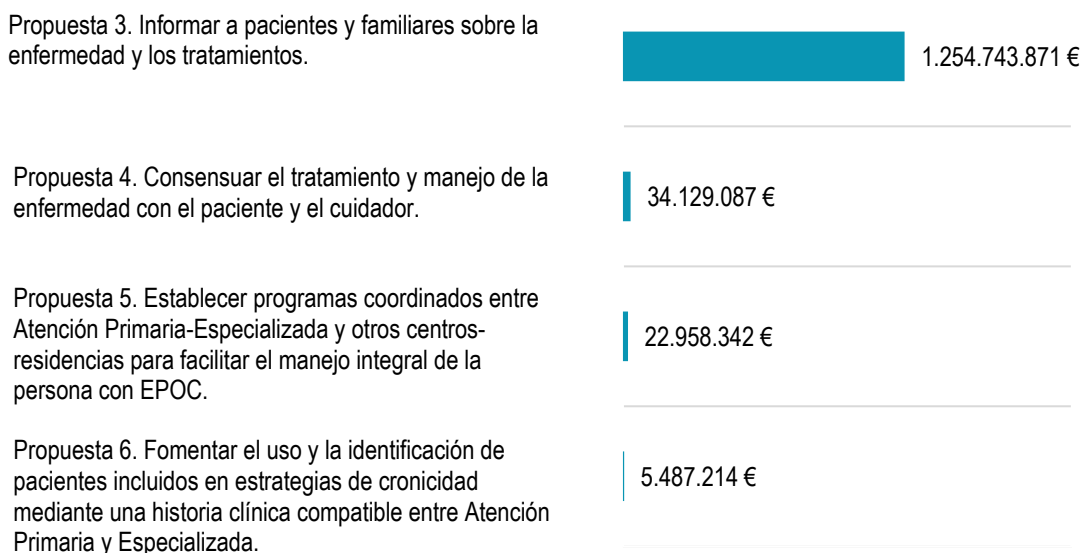 Propuesta 3. Informar a pacientes y familiares sobre la
enfermedad y los tratamientos.
1.254.743.871 €
Propuesta 4. Consensuar el tratamiento y manejo de la
enfermedad con el paciente y el cuidador.
34.129.087 €
Propuesta 5. Establecer programas coordinados entre
Atención Primaria-Especializada y otros centros-
residencias para facilitar el manejo integral de la
persona con EPOC.
22.958.342 €
Propuesta 6. Fomentar el uso y la identificación de
pacientes incluidos en estrategias de cronicidad
mediante una historia clínica compatible entre Atención
Primaria y Especializada.
5.487.214 €